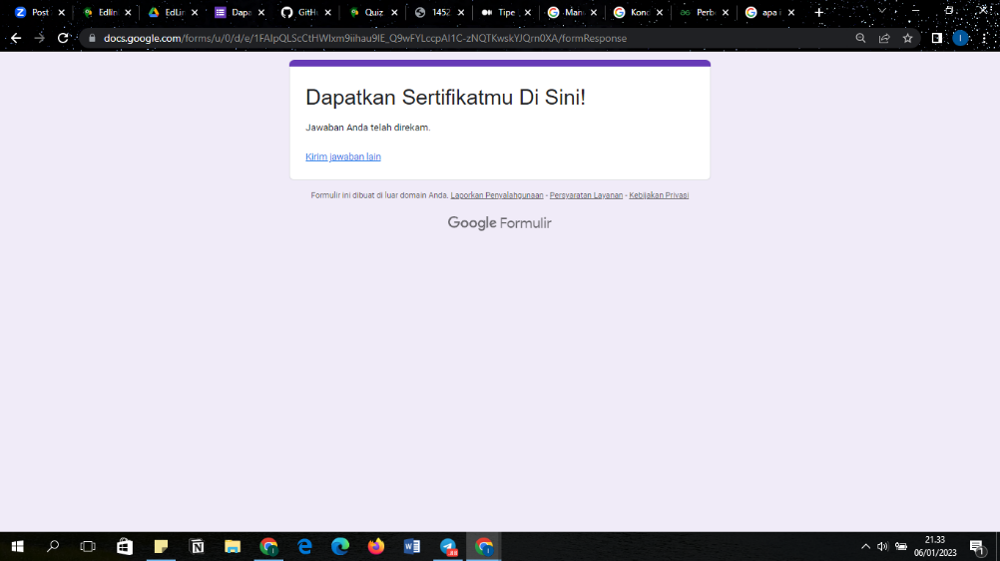 Post
EdLin
EdLir
Dapa
GitH
Quiz
1452
Tipe
Man
Kono
Perb
apa i
docs.google.com/forms/u/0/d/e/1FAIpQLScCtHWlxm9iihau9IE_Q9wFYLccpAI1C-zNQTKwskYJQrn0XA/formResponse
Dapatkan Sertifikatmu Di Sini!
Jawaban Anda telah direkam.
Kirim jawaban lain
Formulir ini dibuat di luar domain Anda. Laporkan Penyalahgunaan - Persyaratan Layanan - Kebijakan Privasi
Google Formulir
21.33
06/01/2023